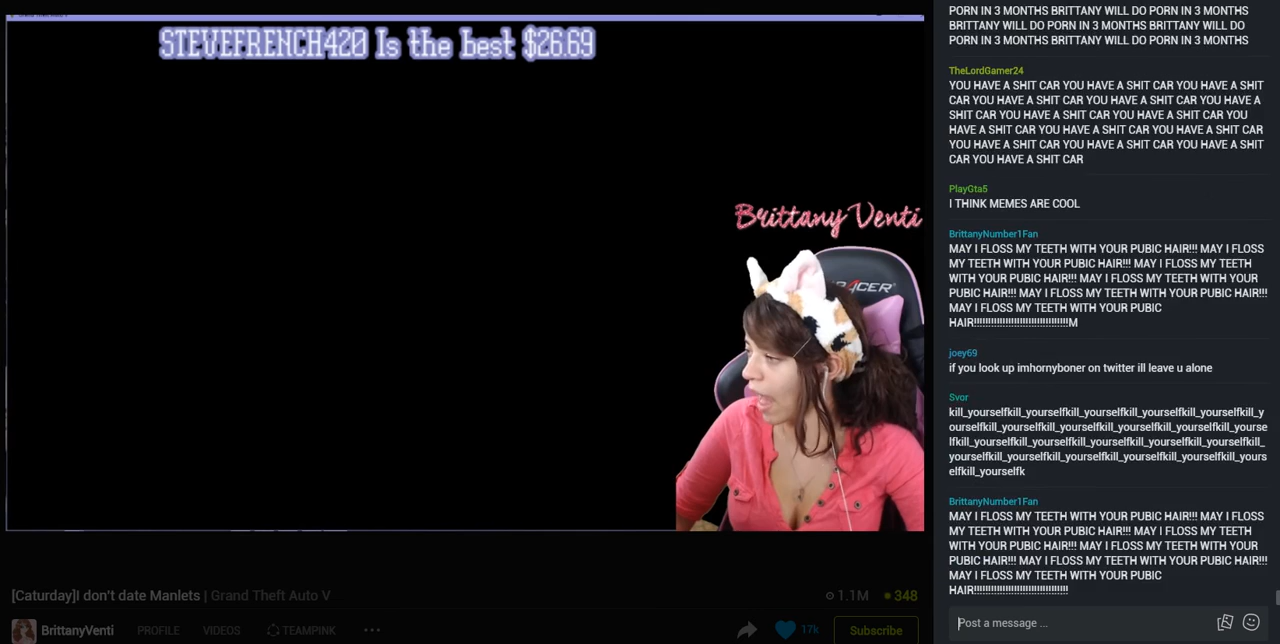 STEVEFRENCH420 Is the best $26.69
Brittany Venti
RACER
[Caturday]I don't date Manlets | Grand Theft Auto V
1.1M
348
BrittanyVenti
PROFILE
VIDEOS
TEAMPINK
17k
Subscribe
PORN IN 3 MONTHS BRITTANY WILL DO PORN IN 3 MONTHS
BRITTANY WILL DO PORN IN 3 MONTHS BRITTANY WILL DO
PORN IN 3 MONTHS BRITTANY WILL DO PORN IN 3 MONTHS
TheLordGamer24
YOU HAVE A SHIT CAR YOU HAVE A SHIT CAR YOU HAVE A SHIT
CAR YOU HAVE A SHIT CAR YOU HAVE A SHIT CAR YOU HAVE A
SHIT CAR YOU HAVE A SHIT CAR YOU HAVE A SHIT CAR YOU
HAVE A SHIT CAR YOU HAVE A SHIT CAR YOU HAVE A SHIT CAR
YOU HAVE A SHIT CAR YOU HAVE A SHIT CAR YOU HAVE A SHIT
CAR YOU HAVE A SHIT CAR
PlayGta5
I THINK MEMES ARE COOL
BrittanyNumber1Fan
MAY I FLOSS MY TEETH WITH YOUR PUBIC HAIR!!! MAY I FLOSS
MY TEETH WITH YOUR PUBIC HAIR!!! MAY I FLOSS MY TEETH
WITH YOUR PUBIC HAIR!!! MAY I FLOSS MY TEETH WITH YOUR
PUBIC HAIR!!! MAY I FLOSS MY TEETH WITH YOUR PUBIC HAIR!!!
MAY I FLOSS MY TEETH WITH YOUR PUBIC
HAIR!!!!!!!!!!!!!!!!!!!!!!!!!!!!!!!!!!M
joey69
if you look up imhornyboner on twitter ill leave u alone
Svor
kill_yourselfkill_yourselfkill_yourselfkill_yourselfkill_yourselfkill_y
ourselfkill_yourselfkill_yourselfkill_yourselfkill_yourselfkill_yourse
lfkill_yourselfkill_yourselfkill_yourselfkill_yourselfkill_yourselfkill_
yourselfkill_yourselfkill_yourselfkill_yourselfkill_yourselfkill_yours
elfkill_yourselfk
BrittanyNumber1Fan
MAY I FLOSS MY TEETH WITH YOUR PUBIC HAIR!!! MAY I FLOSS
MY TEETH WITH YOUR PUBIC HAIR!!! MAY I FLOSS MY TEETH
WITH YOUR PUBIC HAIR!!! MAY I FLOSS MY TEETH WITH YOUR
PUBIC HAIR!!! MAY I FLOSS MY TEETH WITH YOUR PUBIC HAIR!!!
MAY I FLOSS MY TEETH WITH YOUR PUBIC
HAIR!!!!!!!!!!!!!!!!!!!!!!!!!!!!!!!!!!
Post a message ...